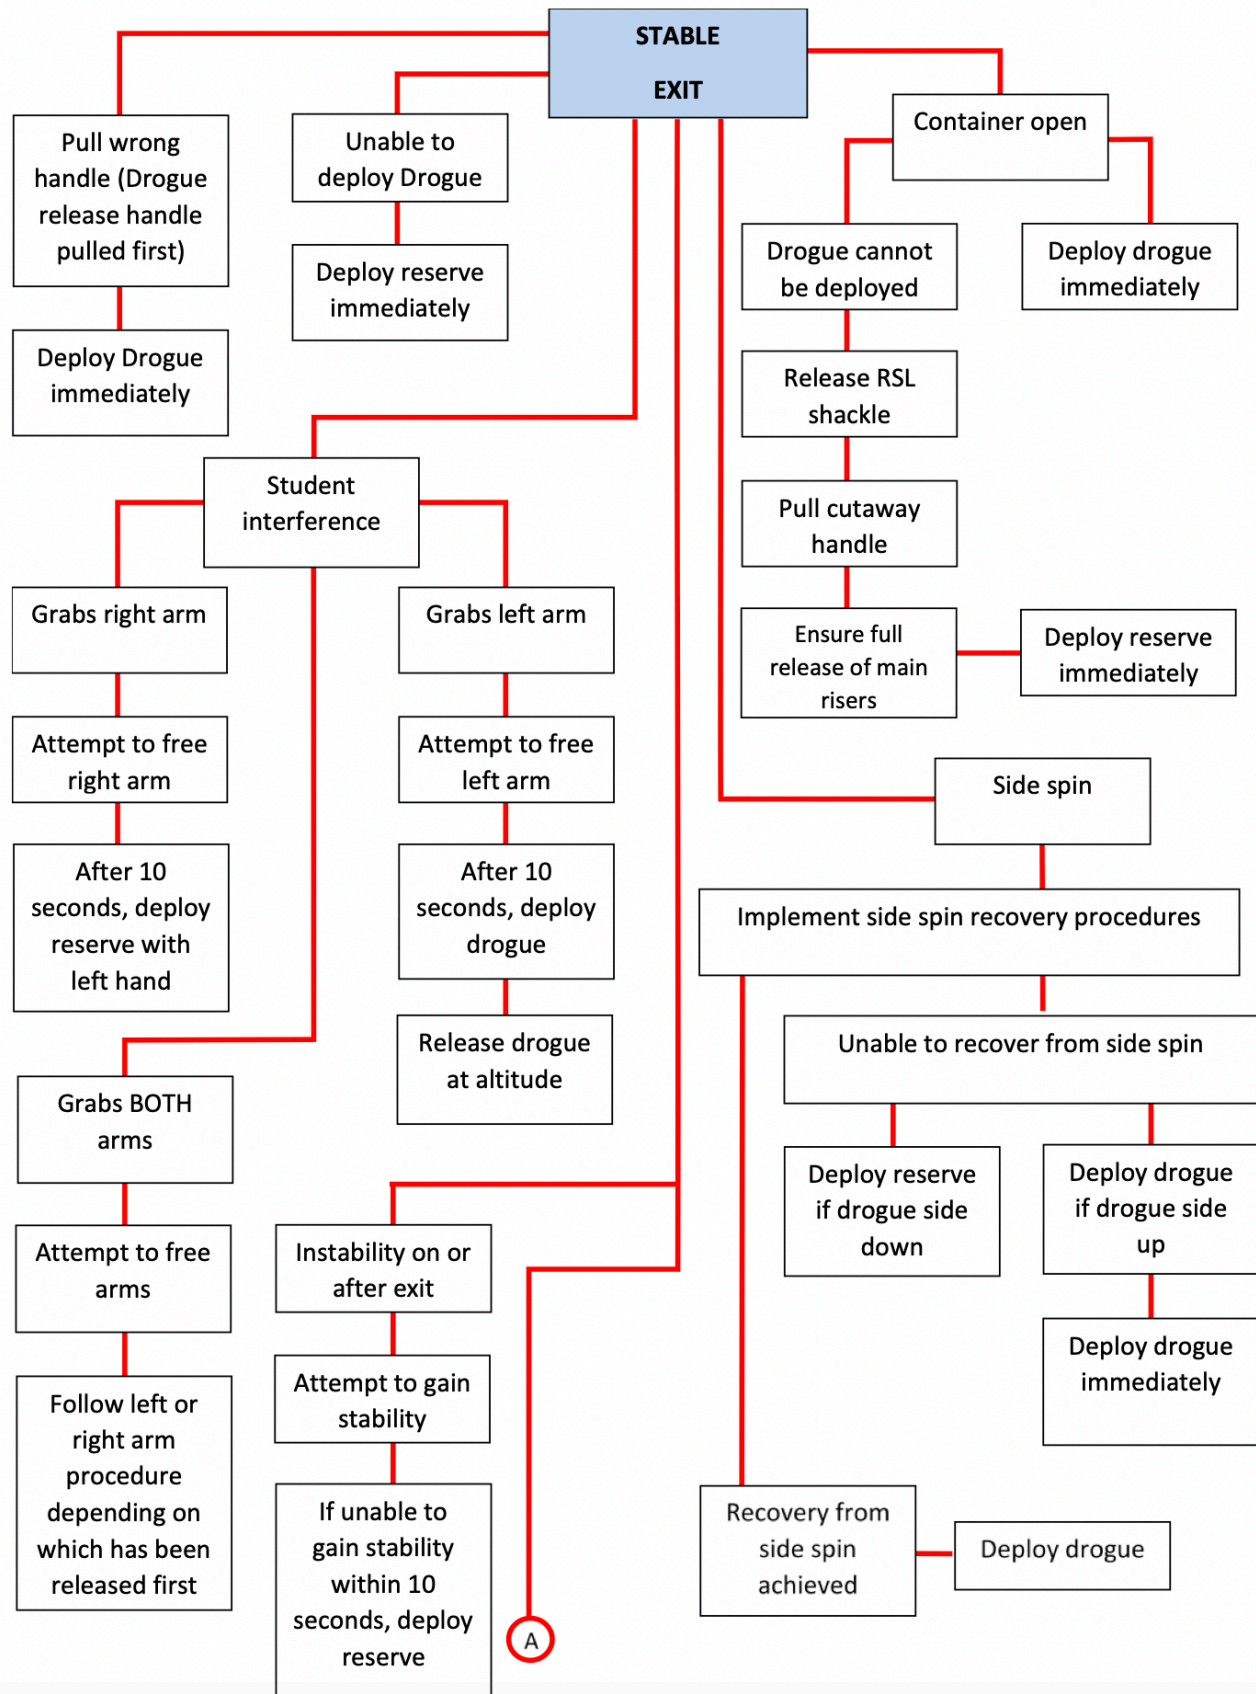 STABLE
EXIT
Pull wrong
handle (Drogue
release handle
pulled first)
Deploy Drogue
immediately
Unable to
deploy Drogue
Deploy reserve
immediately
Container open
Drogue cannot
be deployed
Release RSL
shackle
Pull cutaway
handle
Ensure full
release of main
risers
Deploy reserve
immediately
Deploy drogue
immediately
Student
interference
Grabs right arm
Attempt to free
right arm
After 10
seconds, deploy
reserve with
left hand
Grabs left arm
Attempt to free
left arm
After 10
seconds, deploy
drogue
Release drogue
at altitude
Grabs BOTH
arms
Attempt to free
arms
Follow left or
right arm
procedure
depending on
which has been
released first
Instability on or
after exit
Attempt to gain
stability
If unable to
gain stability
within 10
seconds, deploy
reserve
A
Side spin
Implement side spin recovery procedures
Unable to recover from side spin
Deploy reserve
if drogue side
down
Deploy drogue
if drogue side
up
Deploy drogue
immediately
Recovery from
side spin
achieved
Deploy drogue